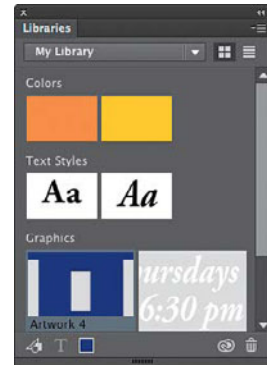 Libraries
My Library
Colors
Text Styles
Aa Aa
Graphics
ursdays
6:30 pm
Artwork 4
T